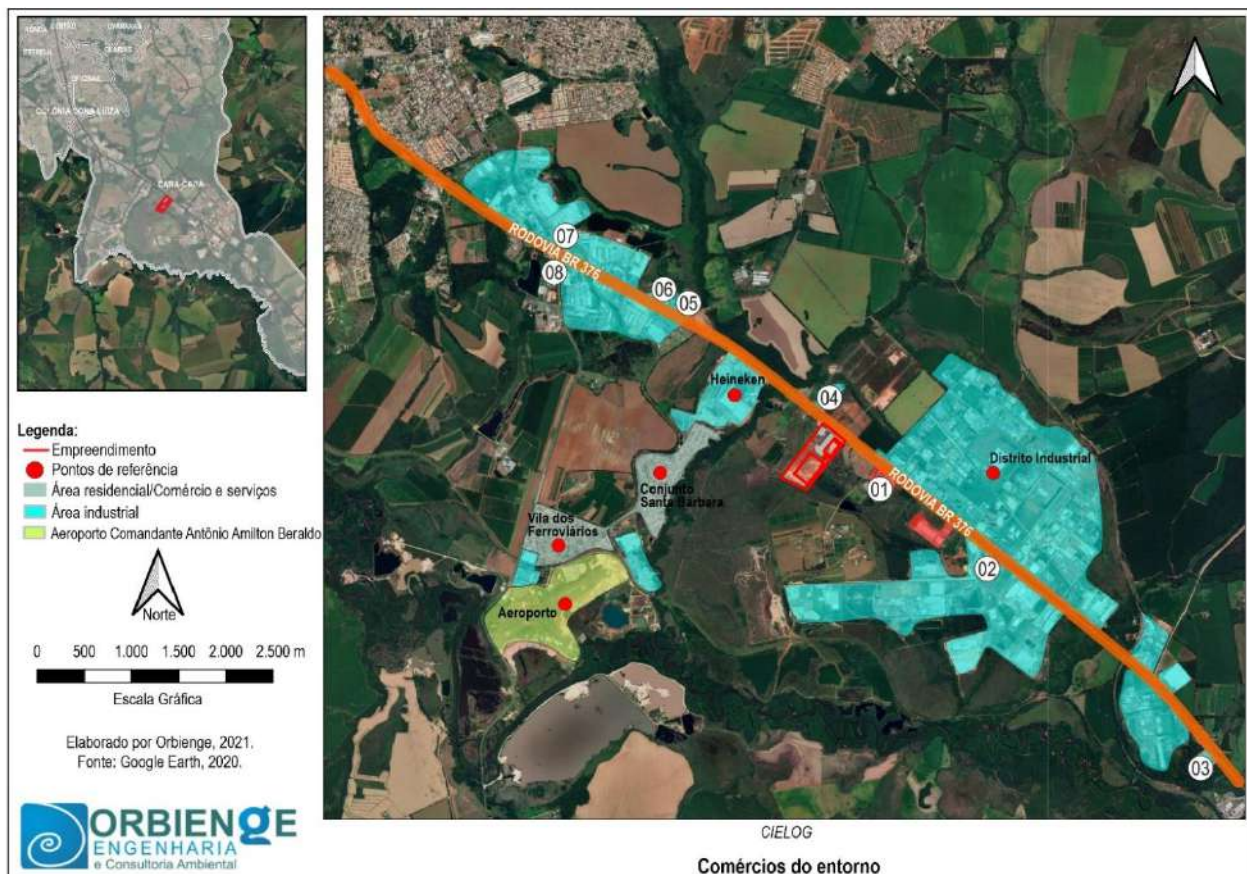 COLÔNIA DONA LUIZA
CARÁ-CARÁ
Legenda:
Empreendimento
Pontos de referência
Área residencial/Comércio e serviços
Área industrial
Aeroporto Comandante Antônio Amilton Beraldo
Norte
0 500 1.000 1.500 2.000 2.500 m
Escala Gráfica
Elaborado por Orbienge, 2021.
Fonte: Google Earth, 2020.
ORBIENGE
ENGENHARIA
e Consultoria Ambiental
07
RODOVIA BR 376
08
06
05
Heineken
04
Distrito Industrial
Conjunto
Santa Bárbara
01
RODOVIA BR 376
Vila dos
Ferroviários
02
Aeroporto
03
CIELOG
Comércios do entorno